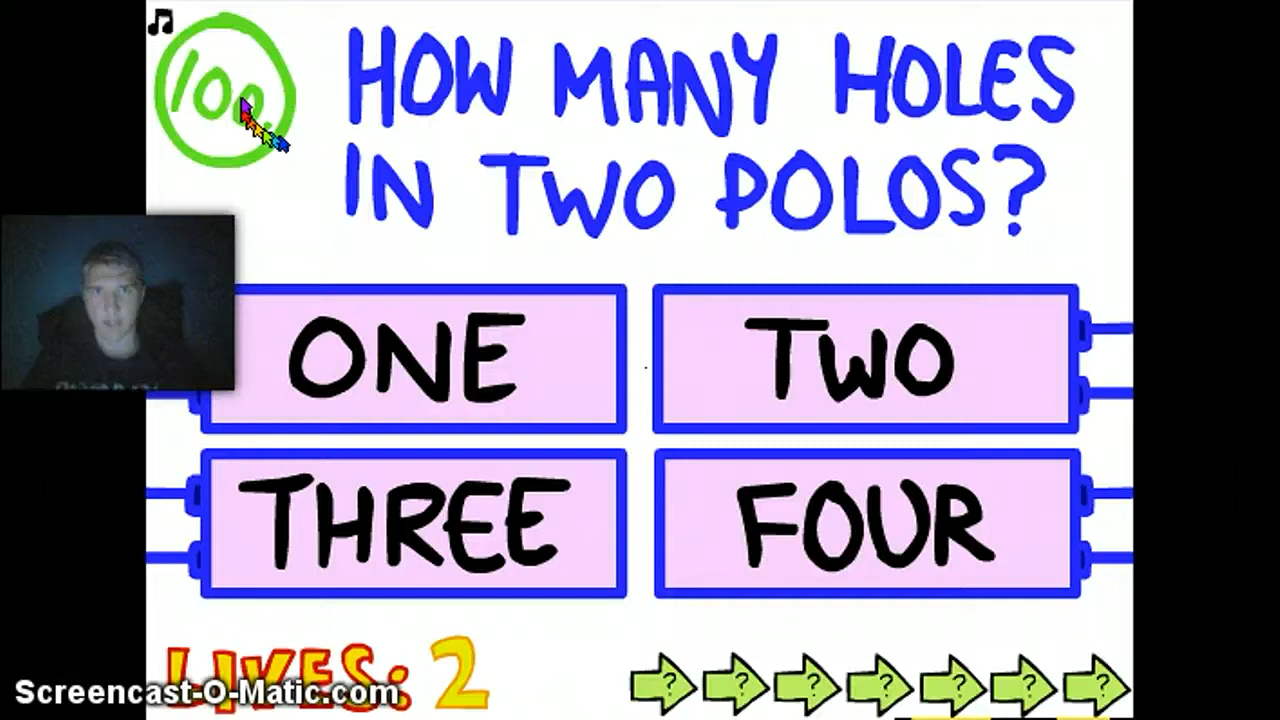 100.
HOW MANY HOLES
IN TWO POLOS?
ONE
TWO
THREE
FOUR
LIVES: 2
? ? ? ? ? ? ?
Screencast-O-Matic.com